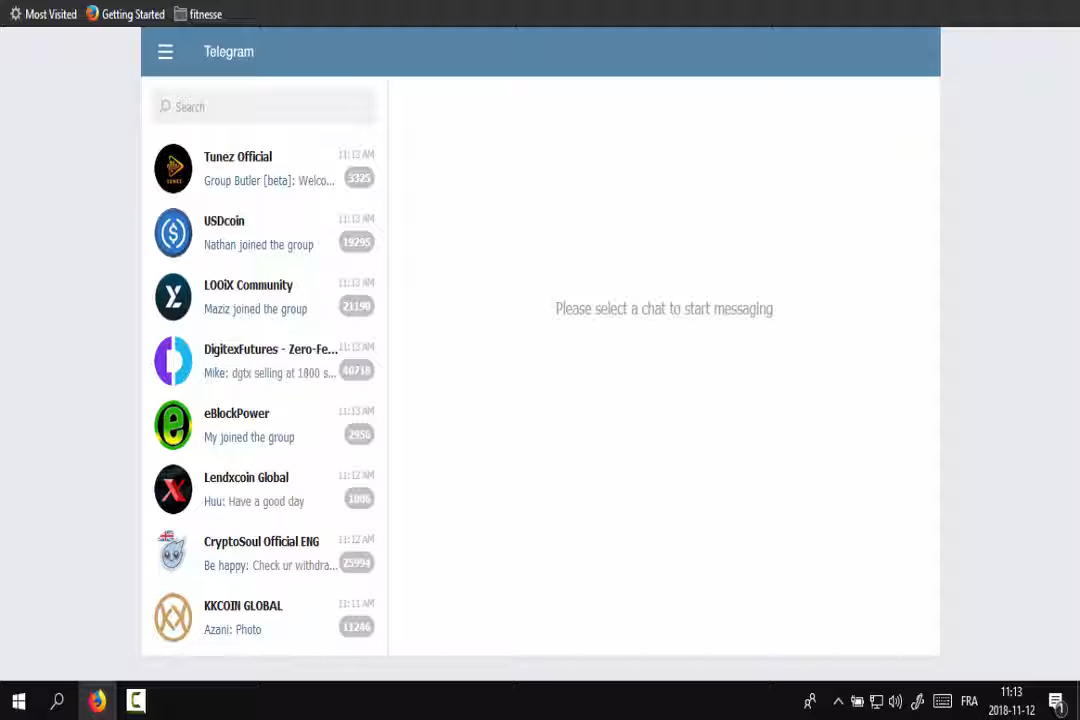 Most Visited Getting Started fitnesse
Telegram
Search
Tunez Official 11:13 AM
Group Butler [beta]: Welco... 3325
USDcoin 11:13 AM
Nathan joined the group 19295
LOOiX Community 11:13 AM
Maziz joined the group 21190
DigitexFutures - Zero-Fe... 11:13 AM
Mike: dgtx selling at 1800 s... 40718
eBlockPower 11:13 AM
My joined the group 2956
Lendxcoin Global 11:12 AM
Huu: Have a good day 1006
CryptoSoul Official ENG 11:12 AM
Be happy: Check ur withdra... 25994
KKCOIN GLOBAL 11:11 AM
Azani: Photo 11246
Please select a chat to start messaging
FRA
11:13
2018-11-12
1